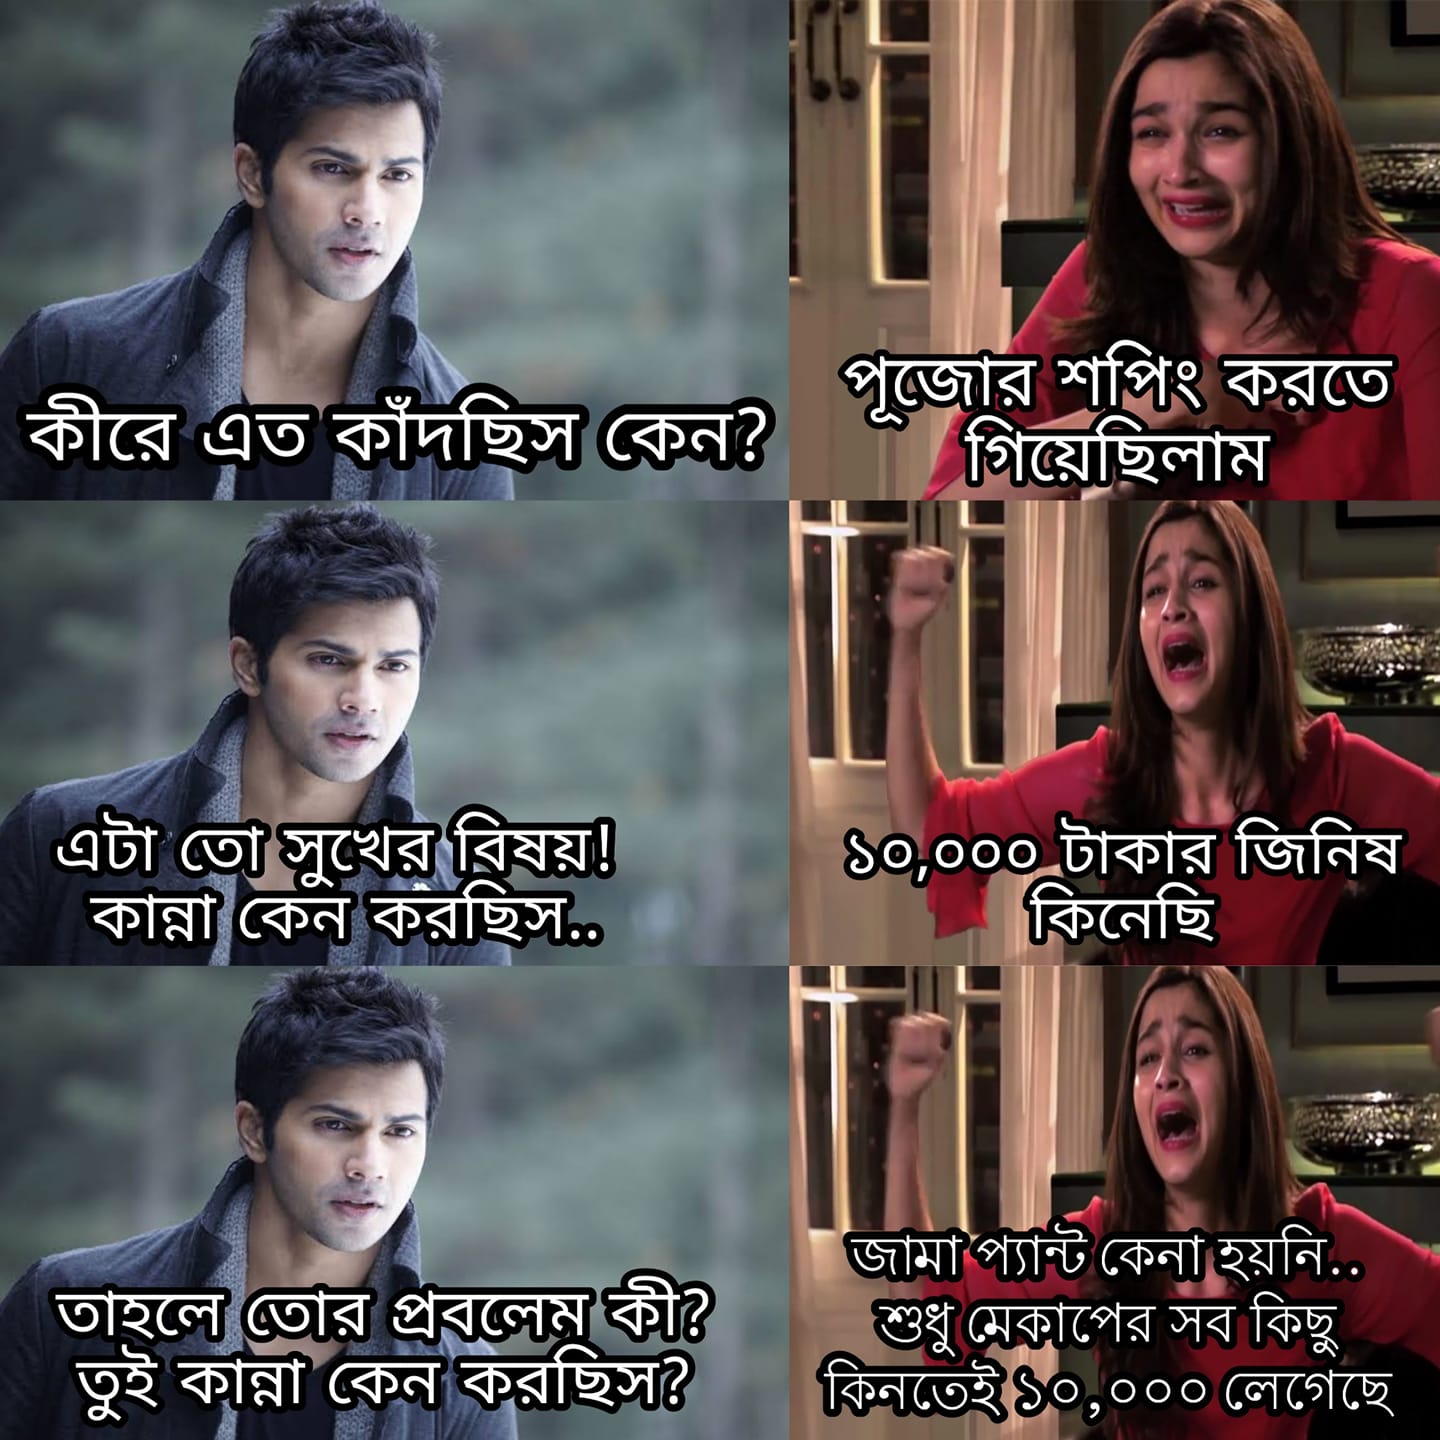 কীরে এত কাঁদছিস কেন?
পূজোর শপিং করতে
গিয়েছিলাম
এটা তো সুখের বিষয়!
কান্না কেন করছিস..
১০,০০০ টাকার জিনিষ
কিনেছি
তাহলে তোর প্রবলেম কী?
তুই কান্না কেন করছিস?
জামা প্যান্ট কেনা হয়নি..
শুধু মেকাপের সব কিছু
কিনতেই ১০,০০০ লেগেছে